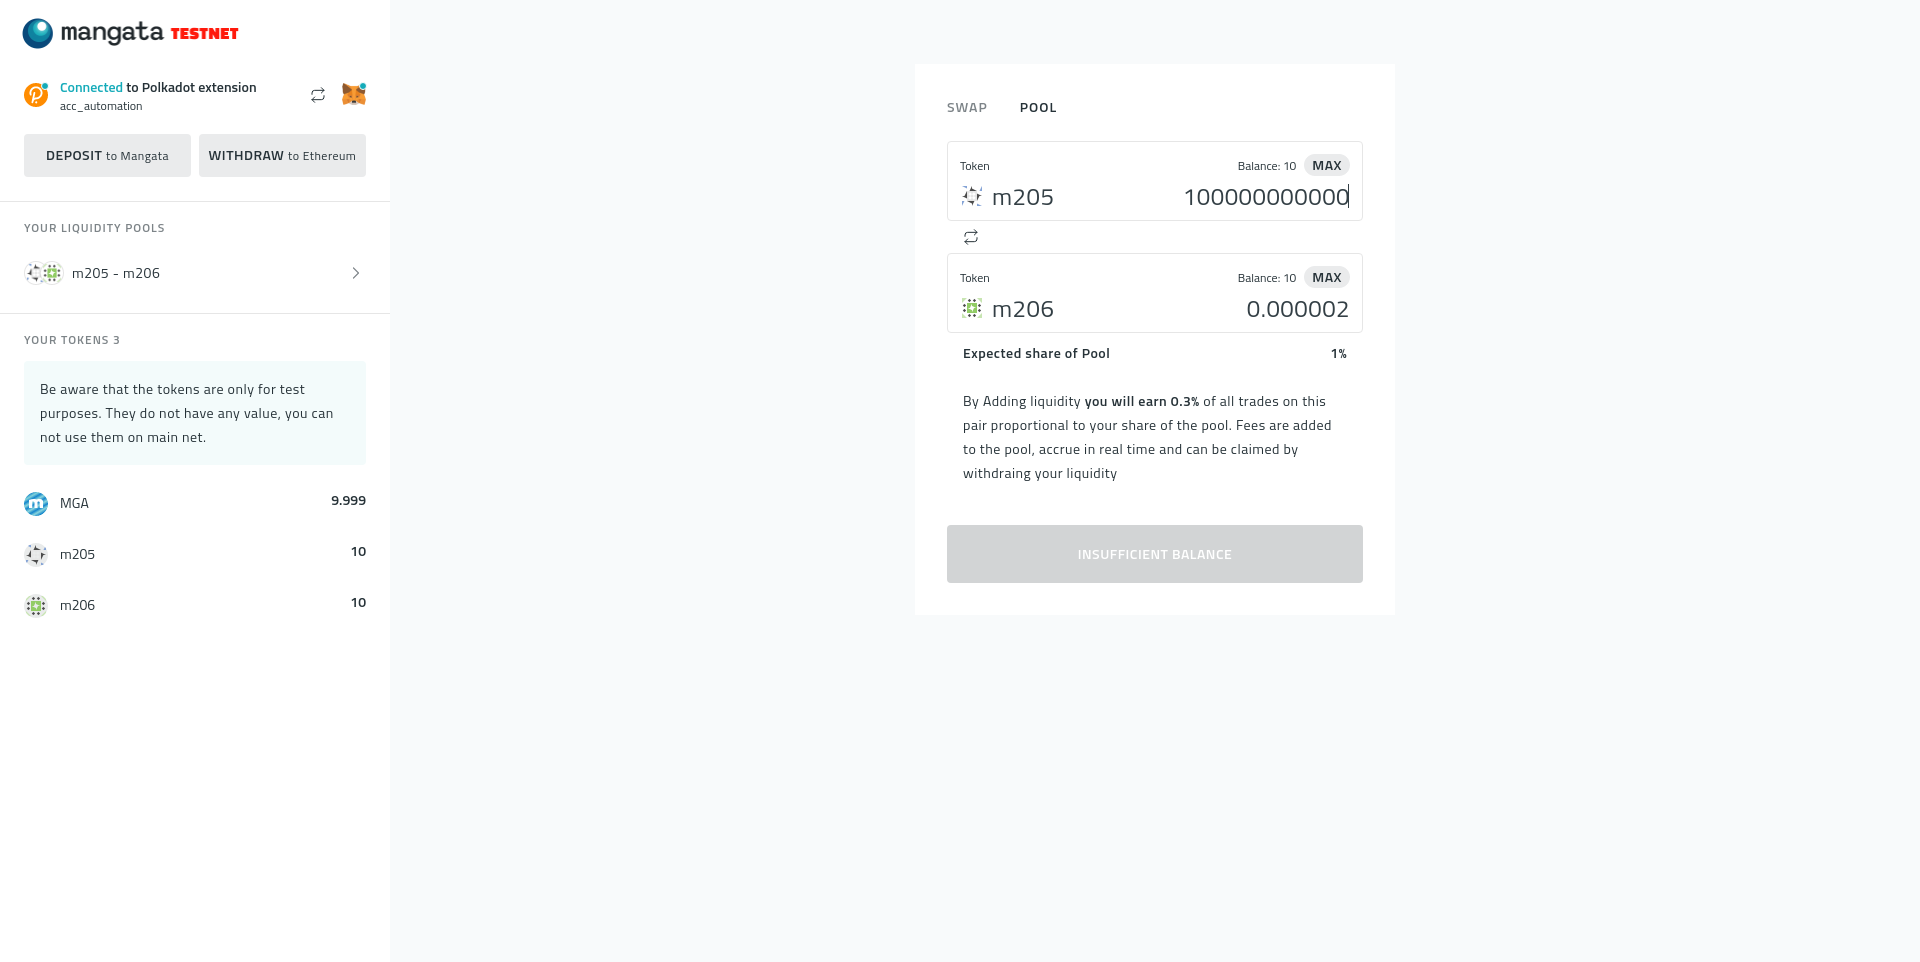 mangata TESTNET
Connected to Polkadot extension
acc_automation
DEPOSIT to Mangata
WITHDRAW to Ethereum
YOUR LIQUIDITY POOLS
m205 - m206
YOUR TOKENS 3
Be aware that the tokens are only for test
purposes. They do not have any value, you can
not use them on main net.
MGA 9.999
m205 10
m206 10
SWAP POOL
Token Balance: 10 MAX
m205 100000000000
Token Balance: 10 MAX
m206 0.000002
Expected share of Pool 1%
By Adding liquidity you will earn 0.3% of all trades on this
pair proportional to your share of the pool. Fees are added
to the pool, accrue in real time and can be claimed by
withdraing your liquidity
INSUFFICIENT BALANCE